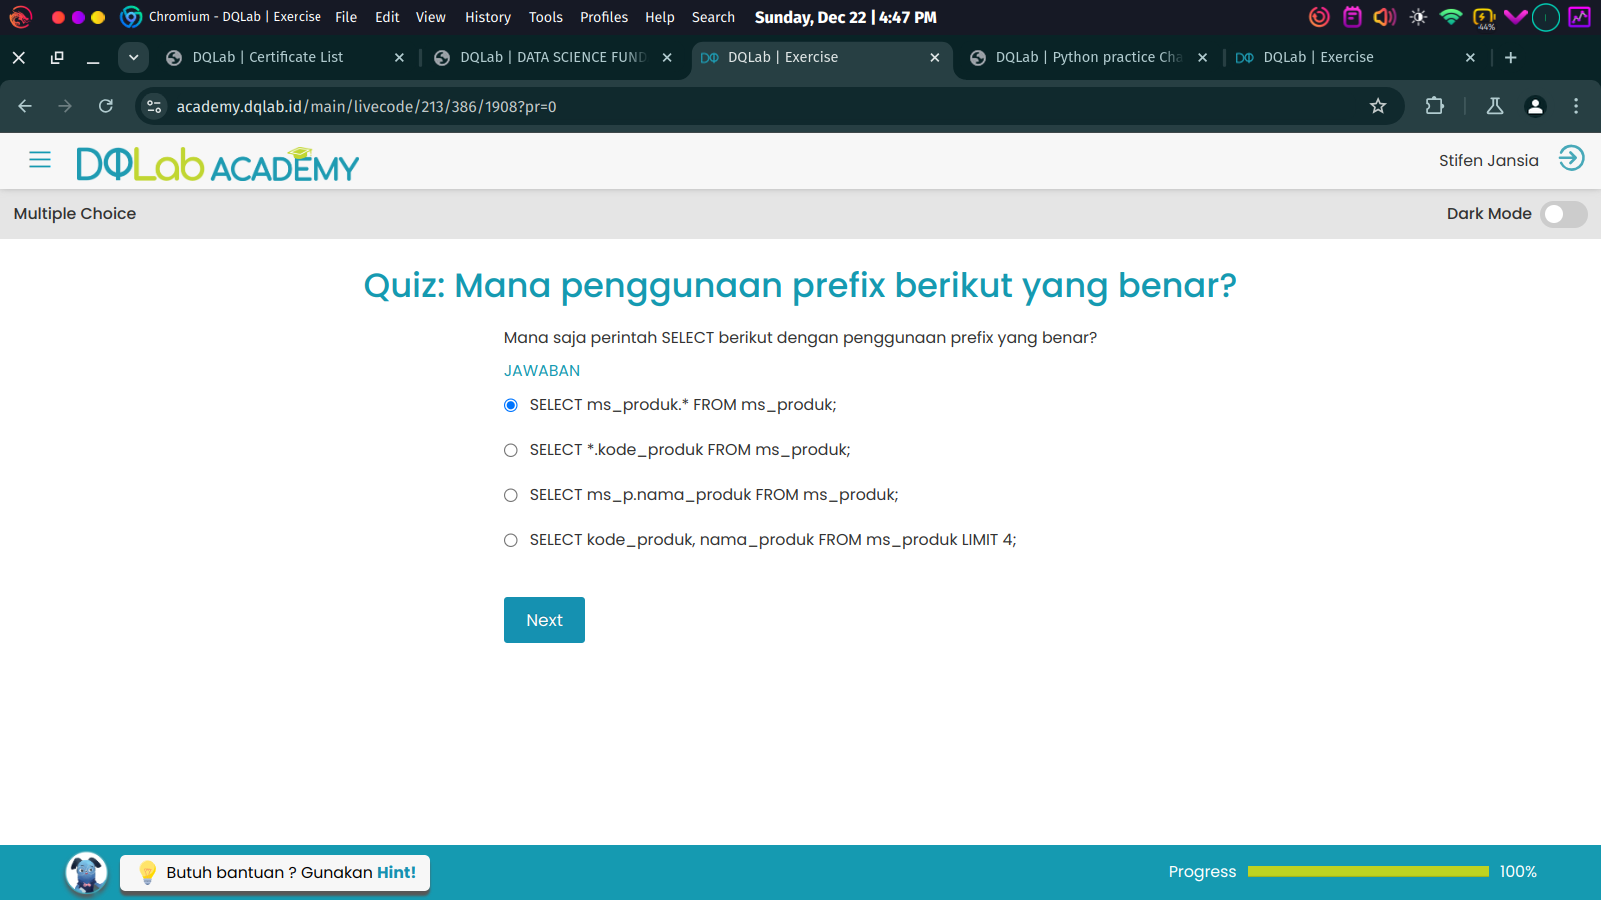 Chromium - DQLab | Exercise File Edit View History Tools Profiles Help Search Sunday, Dec 22 | 4:47 PM 44%
DQLab | Certificate List DQLab | DATA SCIENCE FUND DQLab | Exercise DQLab | Python practice Cha DQLab | Exercise
academy.dqlab.id/main/livecode/213/386/1908?pr=0
DQLab ACADEMY Stifen Jansia
Multiple Choice Dark Mode
Quiz: Mana penggunaan prefix berikut yang benar?
Mana saja perintah SELECT berikut dengan penggunaan prefix yang benar?
JAWABAN
SELECT ms_produk.* FROM ms_produk;
SELECT *.kode_produk FROM ms_produk;
SELECT ms_p.nama_produk FROM ms_produk;
SELECT kode_produk, nama_produk FROM ms_produk LIMIT 4;
Next
Butuh bantuan ? Gunakan Hint! Progress 100%